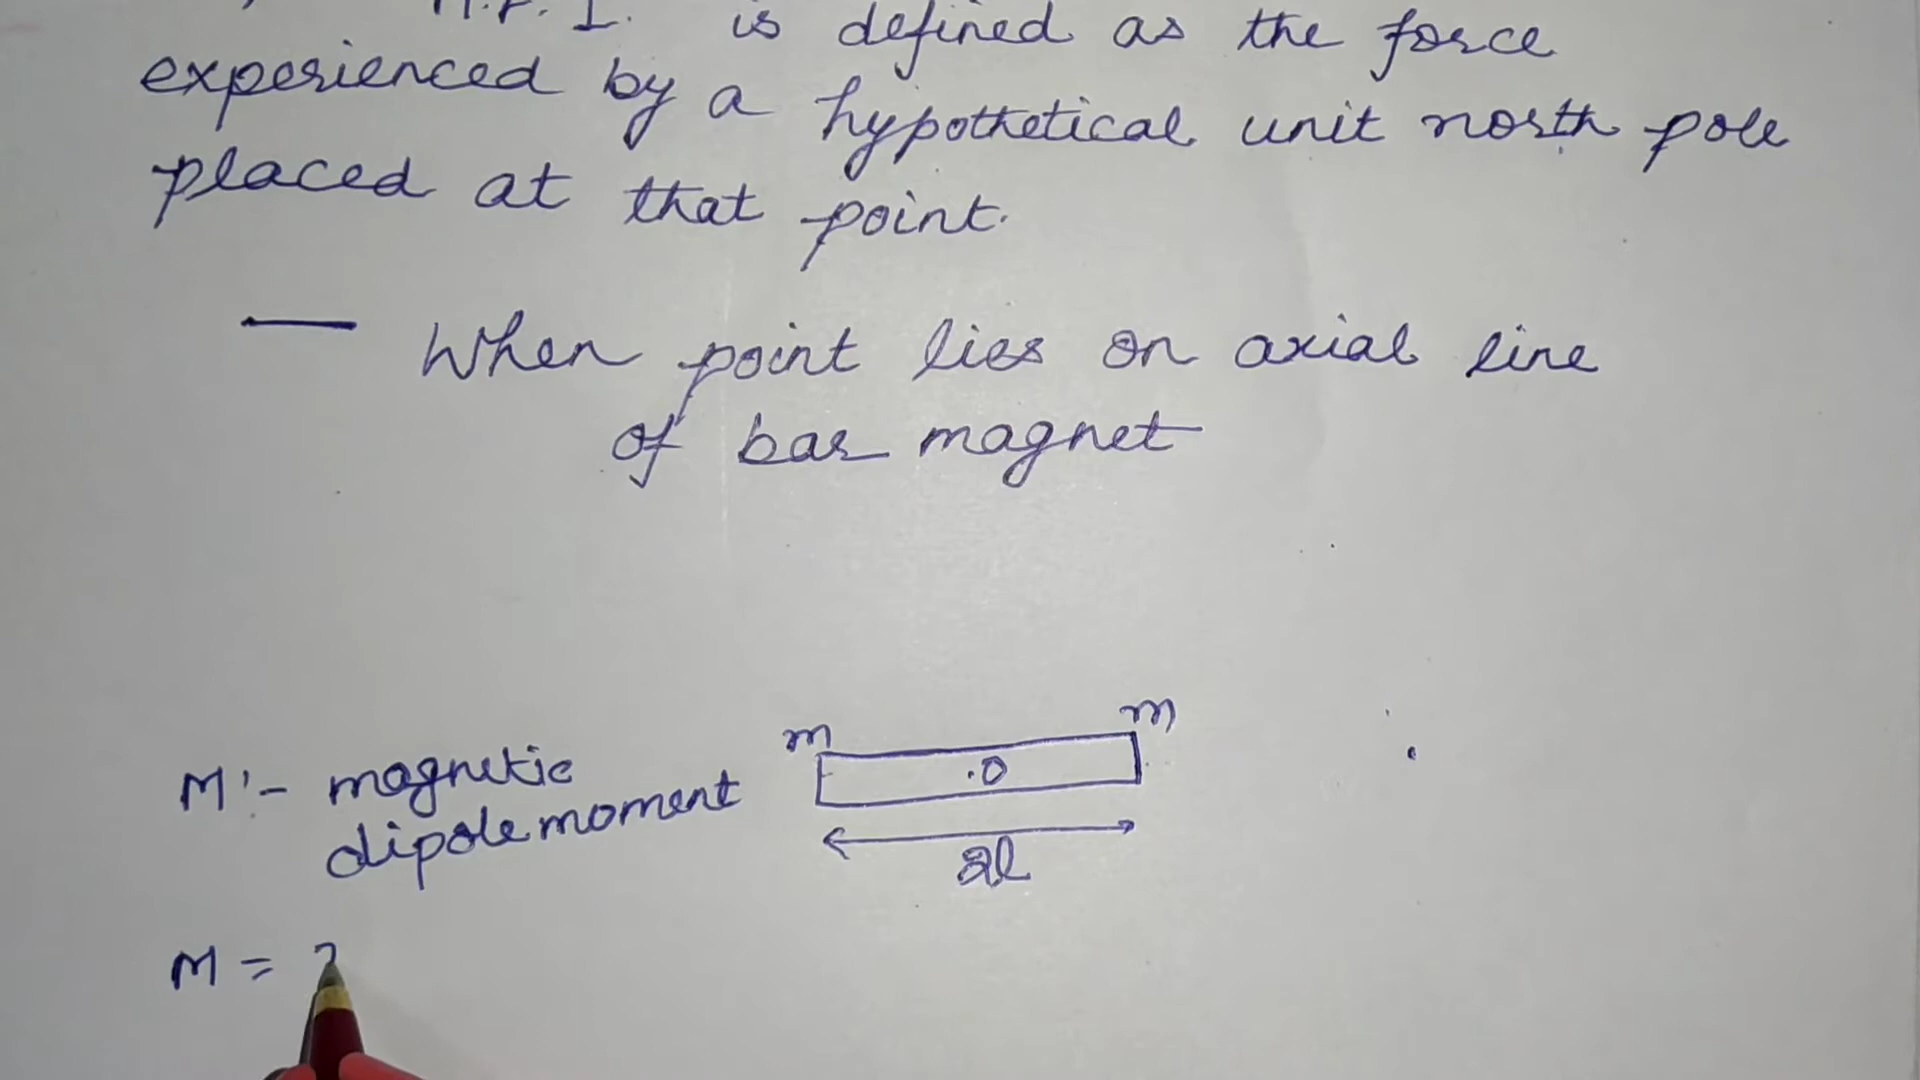 is defined as the force
experienced by a hypothetical unit north pole
placed at that point.
— When point lies on axial line
of bar magnet
m m
M :- magnetic
dipole moment
.O
2l
M =